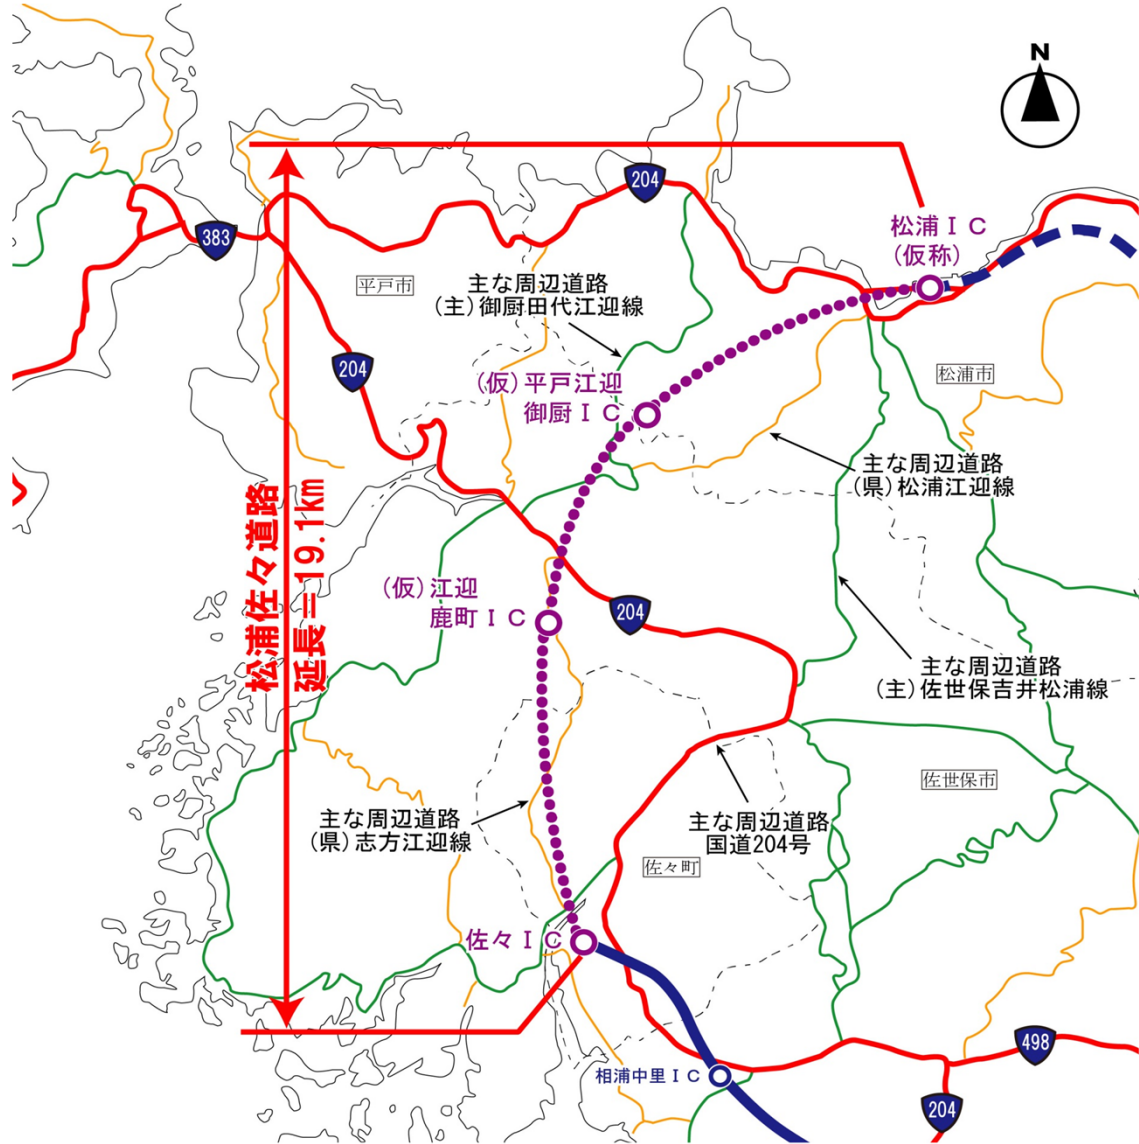 N
204
松浦ＩＣ
(仮称)
383
平戸市
主な周辺道路
(主)御厨田代江迎線
204
松浦市
(仮)平戸江迎
御厨ＩＣ
主な周辺道路
(県)松浦江迎線
松浦佐々道路
延長＝19.1km
(仮)江迎
鹿町ＩＣ
204
主な周辺道路
(主)佐世保吉井松浦線
佐世保市
主な周辺道路
(県)志方江迎線
主な周辺道路
国道204号
佐々町
佐々ＩＣ
498
相浦中里ＩＣ
204